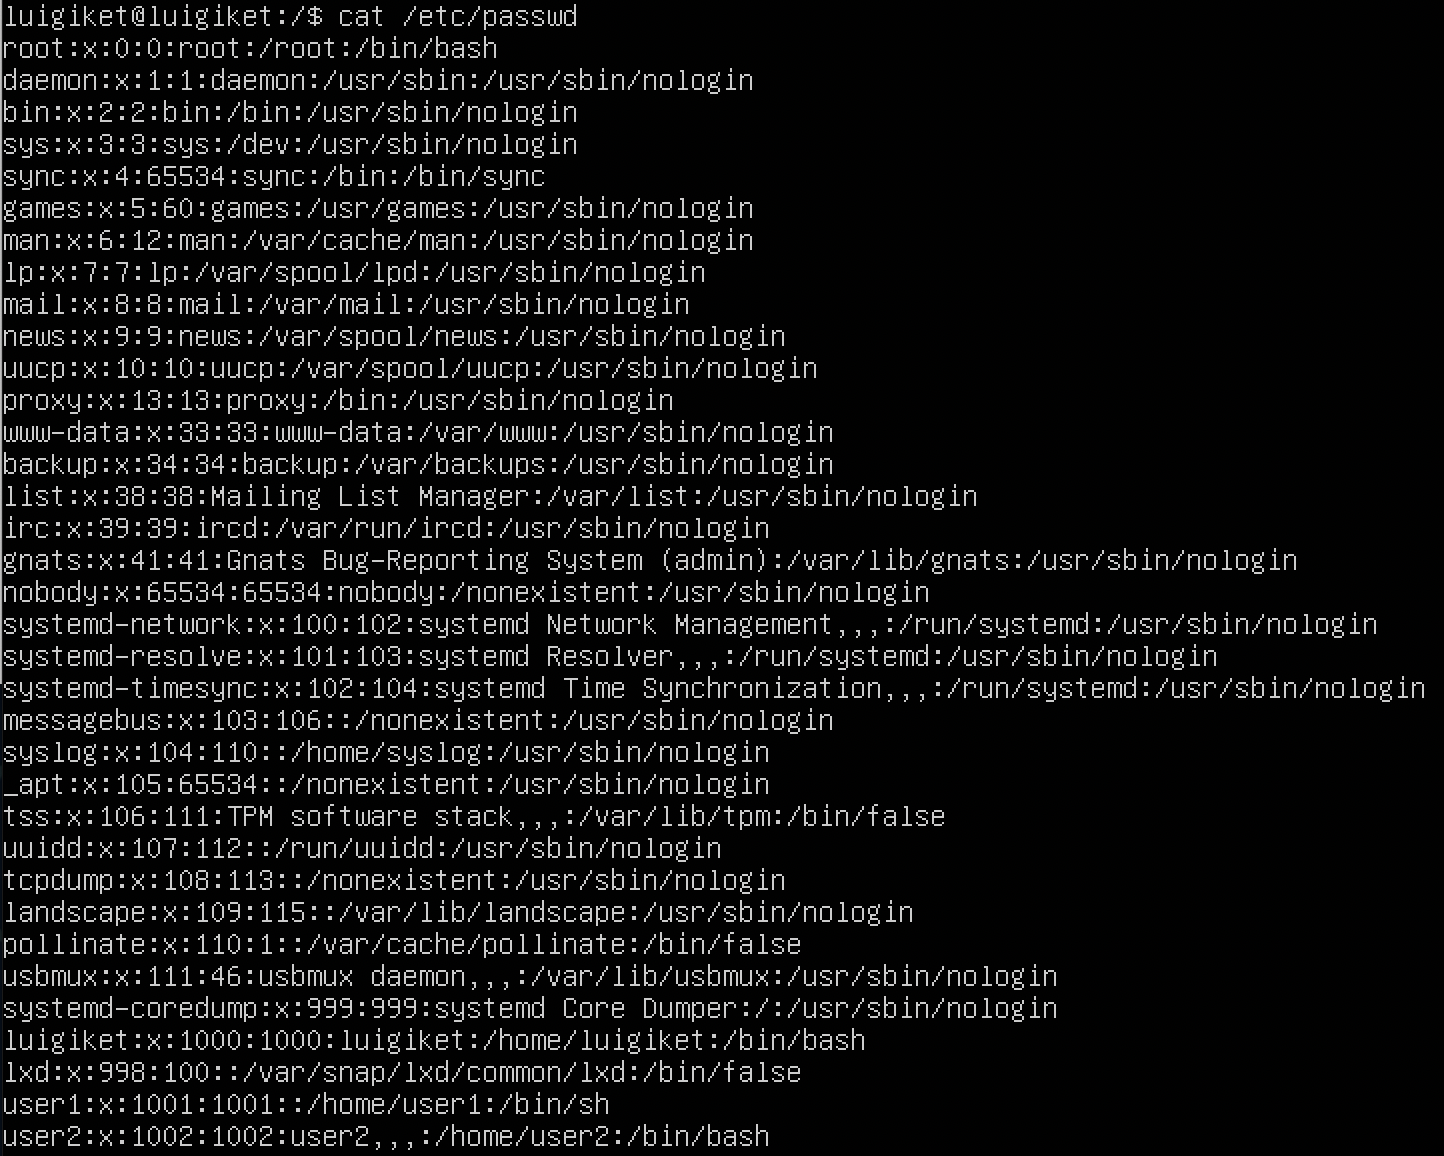 luigiket@luigiket:/$ cat /etc/passwd
root:x:0:0:root:/root:/bin/bash
daemon:x:1:1:daemon:/usr/sbin:/usr/sbin/nologin
bin:x:2:2:bin:/bin:/usr/sbin/nologin
sys:x:3:3:sys:/dev:/usr/sbin/nologin
sync:x:4:65534:sync:/bin:/bin/sync
games:x:5:60:games:/usr/games:/usr/sbin/nologin
man:x:6:12:man:/var/cache/man:/usr/sbin/nologin
lp:x:7:7:lp:/var/spool/lpd:/usr/sbin/nologin
mail:x:8:8:mail:/var/mail:/usr/sbin/nologin
news:x:9:9:news:/var/spool/news:/usr/sbin/nologin
uucp:x:10:10:uucp:/var/spool/uucp:/usr/sbin/nologin
proxy:x:13:13:proxy:/bin:/usr/sbin/nologin
www-data:x:33:33:www-data:/var/www:/usr/sbin/nologin
backup:x:34:34:backup:/var/backups:/usr/sbin/nologin
list:x:38:38:Mailing List Manager:/var/list:/usr/sbin/nologin
irc:x:39:39:ircd:/var/run/ircd:/usr/sbin/nologin
gnats:x:41:41:Gnats Bug-Reporting System (admin):/var/lib/gnats:/usr/sbin/nologin
nobody:x:65534:65534:nobody:/nonexistent:/usr/sbin/nologin
systemd-network:x:100:102:systemd Network Management,,,:/run/systemd:/usr/sbin/nologin
systemd-resolve:x:101:103:systemd Resolver,,,:/run/systemd:/usr/sbin/nologin
systemd-timesync:x:102:104:systemd Time Synchronization,,,:/run/systemd:/usr/sbin/nologin
messagebus:x:103:106::/nonexistent:/usr/sbin/nologin
syslog:x:104:110::/home/syslog:/usr/sbin/nologin
_apt:x:105:65534::/nonexistent:/usr/sbin/nologin
tss:x:106:111:TPM software stack,,,:/var/lib/tpm:/bin/false
uuidd:x:107:112::/run/uuidd:/usr/sbin/nologin
tcpdump:x:108:113::/nonexistent:/usr/sbin/nologin
landscape:x:109:115::/var/lib/landscape:/usr/sbin/nologin
pollinate:x:110:1::/var/cache/pollinate:/bin/false
usbmux:x:111:46:usbmux daemon,,,:/var/lib/usbmux:/usr/sbin/nologin
systemd-coredump:x:999:999:systemd Core Dumper:/:/usr/sbin/nologin
luigiket:x:1000:1000:luigiket:/home/luigiket:/bin/bash
lxd:x:998:100::/var/snap/lxd/common/lxd:/bin/false
user1:x:1001:1001::/home/user1:/bin/sh
user2:x:1002:1002:user2,,,:/home/user2:/bin/bash